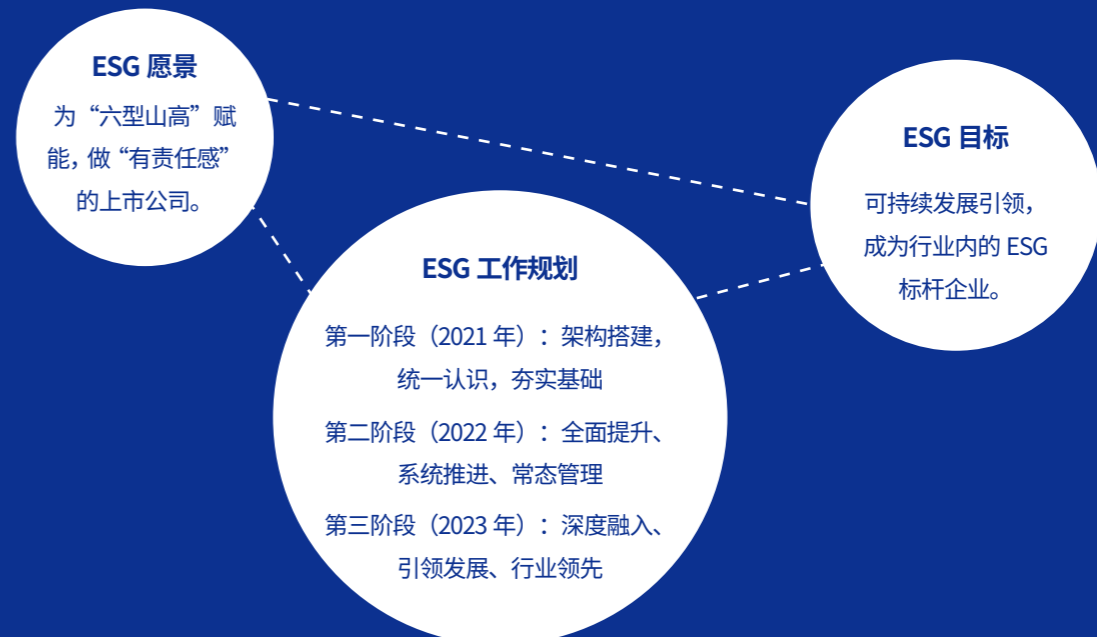 ESG 愿景
为“六型山高”赋
能，做“有责任感”
的上市公司。
ESG 工作规划
第一阶段（2021 年）：架构搭建，
统一认识，夯实基础
第二阶段（2022 年）：全面提升、
系统推进、常态管理
第三阶段（2023 年）：深度融入、
引领发展、行业领先
ESG 目标
可持续发展引领，
成为行业内的 ESG
标杆企业。